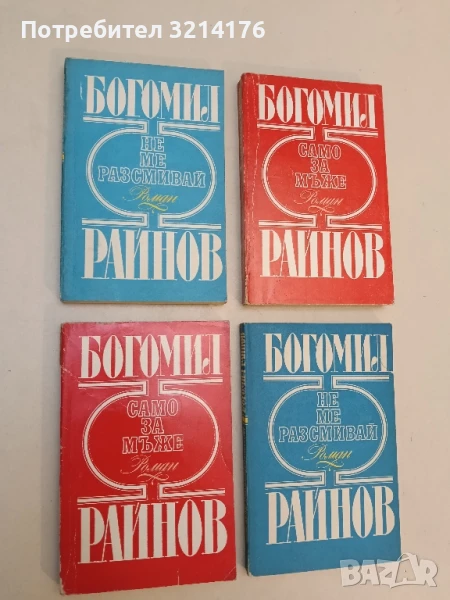 Потребител 3214176
БОГОМИЛ
НЕ
МЕ
РАЗСМИВАЙ
Роман
РАЙНОВ
БОГОМИЛ
САМО
ЗА
МЪЖЕ
Роман
РАЙНОВ
БОГОМИЛ
САМО
ЗА
МЪЖЕ
Роман
РАЙНОВ
БОГОМИЛ
НЕ
МЕ
РАЗСМИВАЙ
Роман
РАЙНОВ
BAZAR